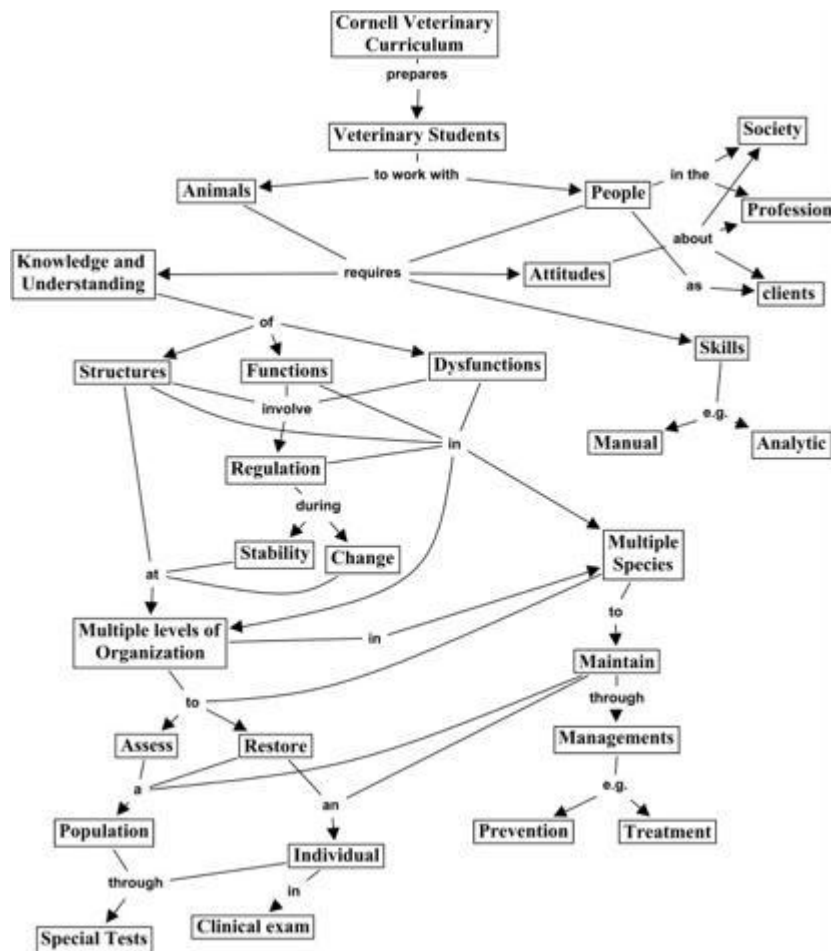 Cornell Veterinary
Curriculum
prepares
Veterinary Students
Society
to work with
Animals
People
in the
Profession
about
Knowledge and
Understanding
requires
Attitudes
as
clients
of
Structures
Functions
Dysfunctions
Skills
involve
e.g.
Manual
Analytic
in
Regulation
during
Stability
Change
Multiple
Species
at
Multiple levels of
Organization
in
to
Maintain
to
through
Assess
Restore
Managements
a
an
e.g.
Population
Prevention
Treatment
Individual
through
in
Special Tests
Clinical exam